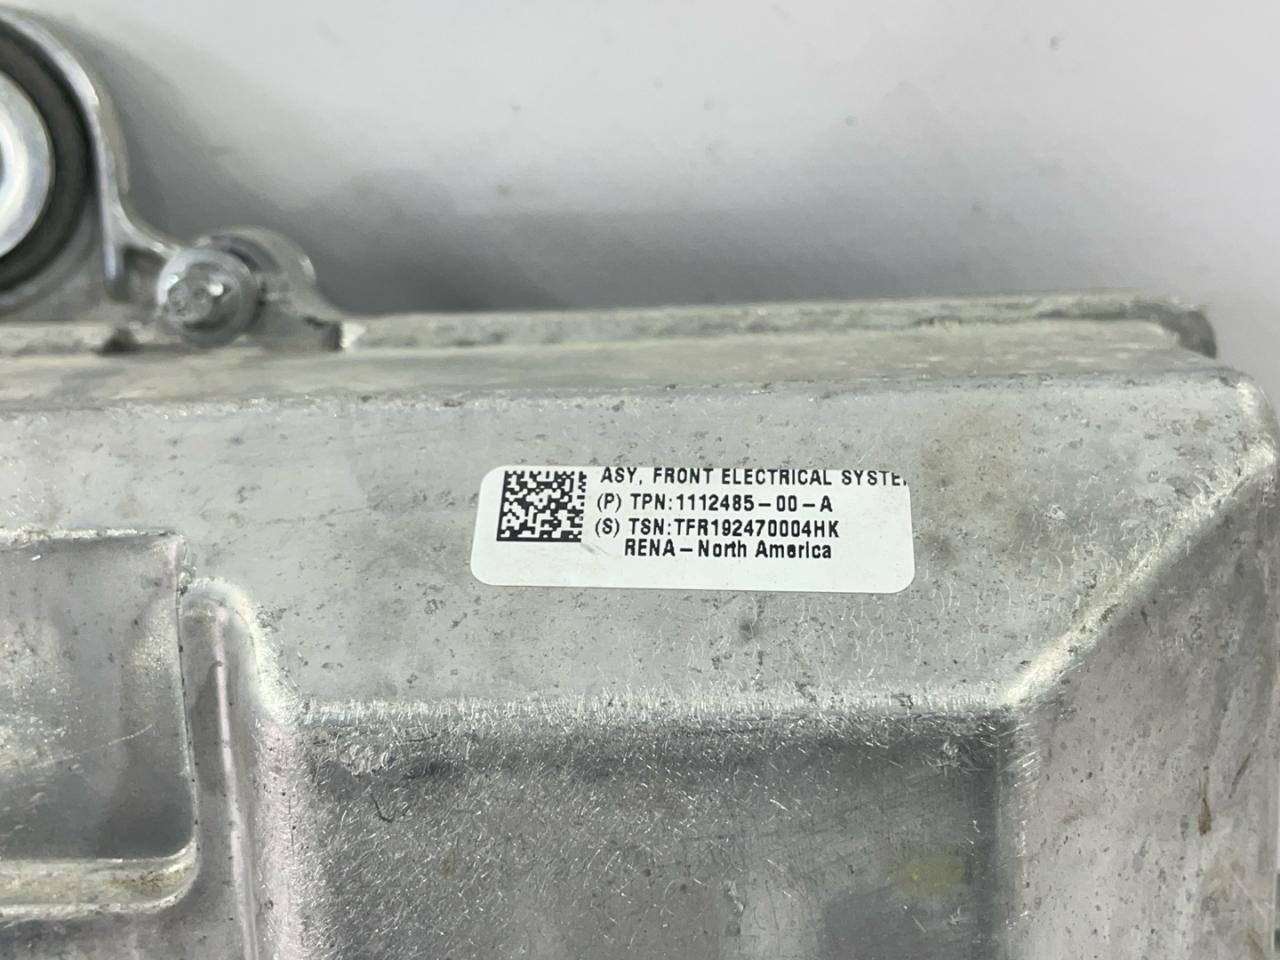 ASY, FRONT ELECTRICAL SYSTE
(P) TPN:1112485-00-A
(S) TSN:TFR192470004HK
RENA-North America